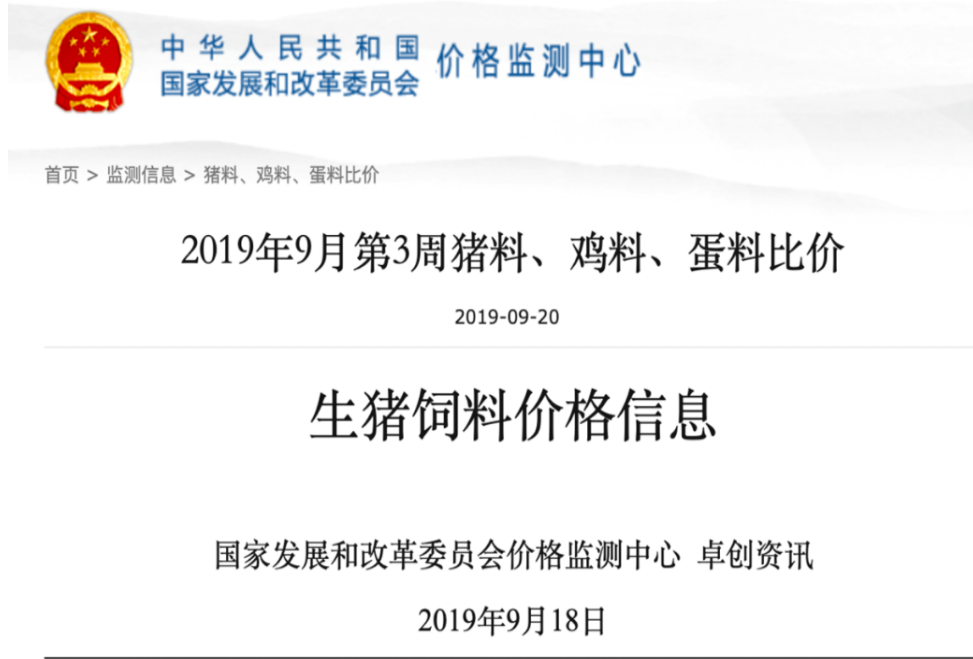 中华人民共和国
国家发展和改革委员会 价格监测中心
首页 > 监测信息 > 猪料、鸡料、蛋料比价
2019年9月第3周猪料、鸡料、蛋料比价
2019-09-20
生猪饲料价格信息
国家发展和改革委员会价格监测中心 卓创资讯
2019年9月18日